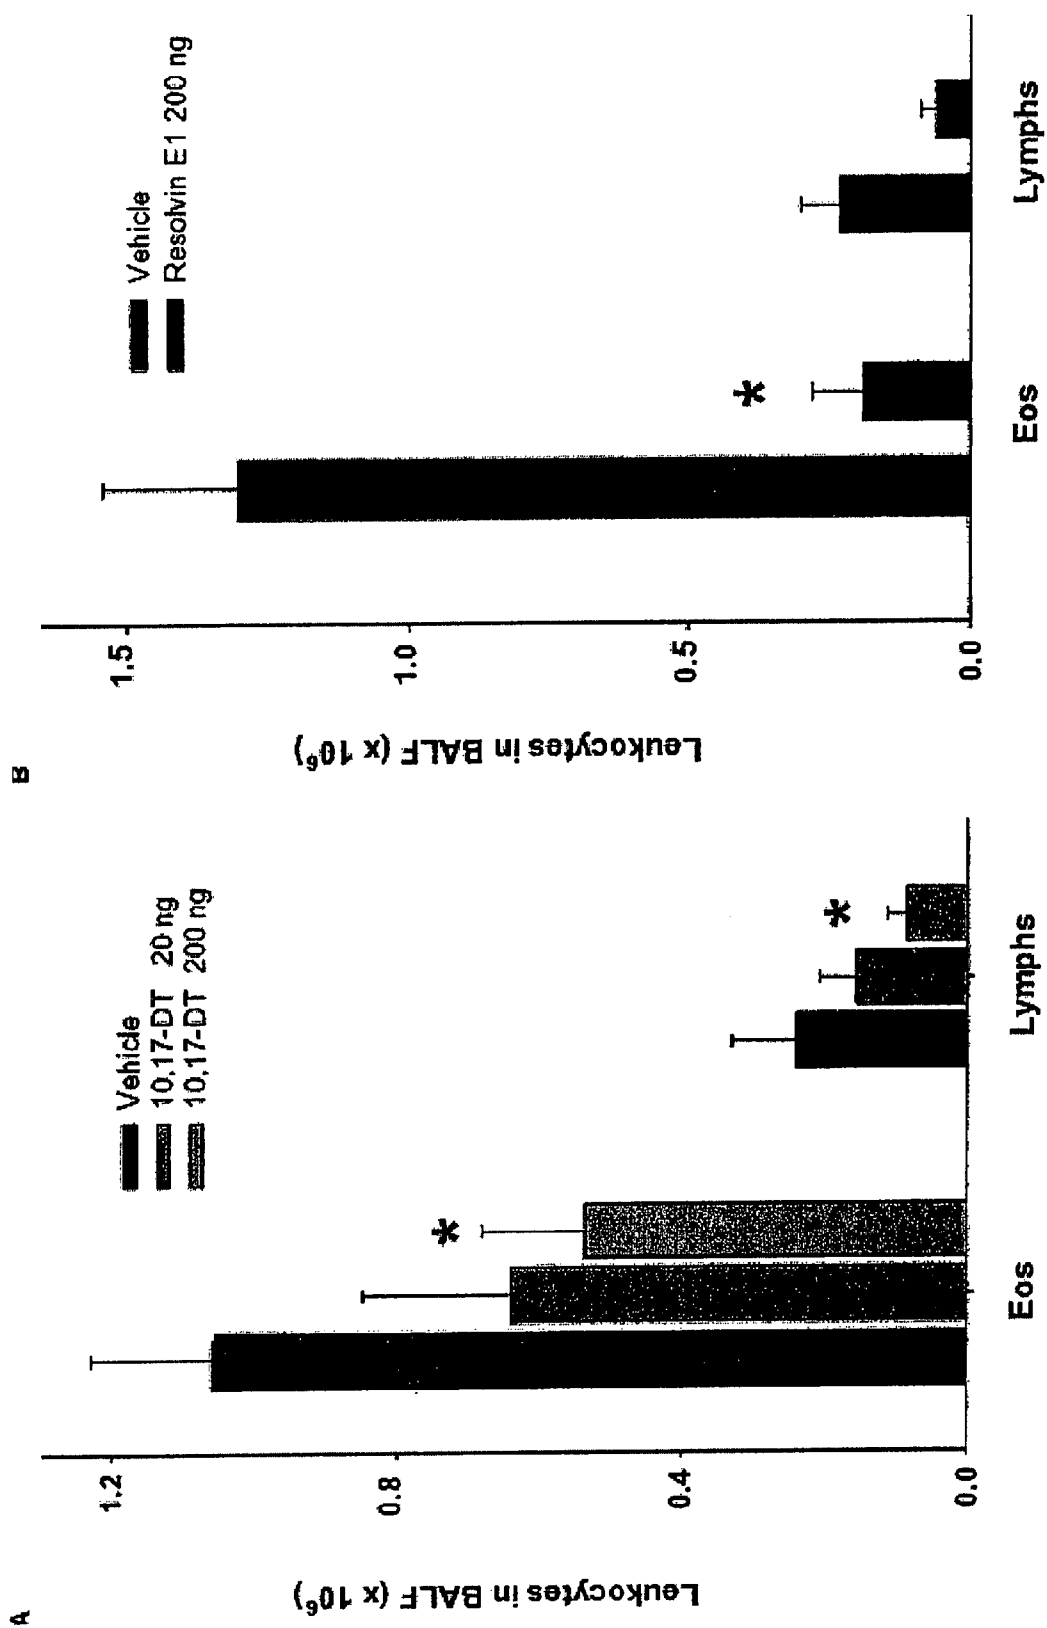 A
Leukocytes in BALF (x 10⁶)
1.2
0.8
0.4
0.0
Vehicle
10,17-DT 20 ng
10,17-DT 200 ng
*
*
Eos
Lymphs
B
Leukocytes in BALF (x 10⁶)
1.5
1.0
0.5
0.0
Vehicle
Resolvin E1 200 ng
*
Eos
Lymphs